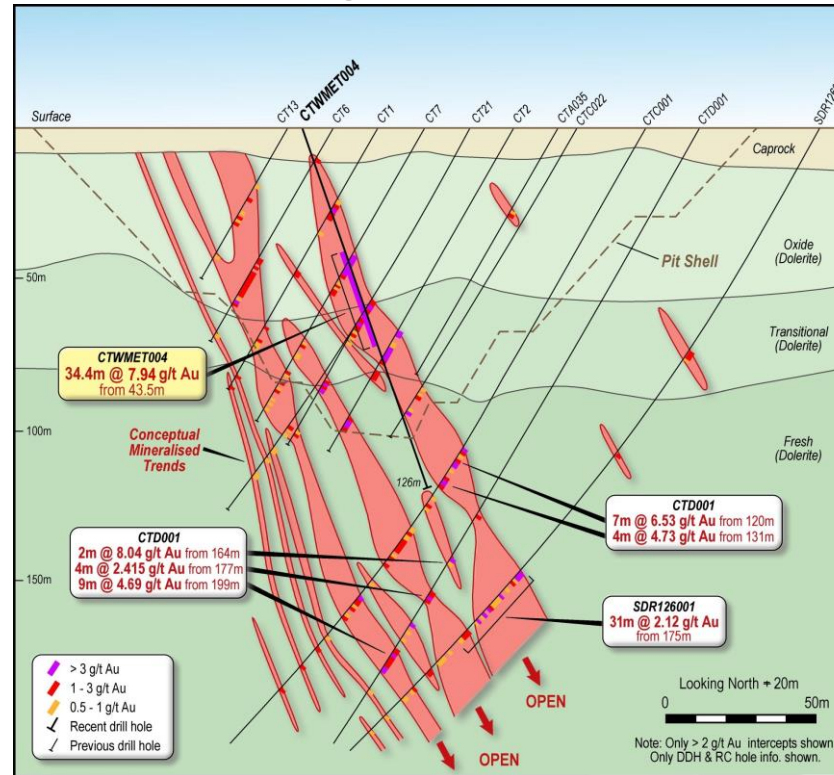 Surface
CT13
CTWMET004
CT6
CT1
CT7
CT21
CT2
CTA035
CTC022
CTC001
CTD001
Caprock
50m
Oxide
(Dolerite)
Pit Shell
Transitional
(Dolerite)
CTWMET004
34.4m @ 7.94 g/t Au
from 43.5m
100m
Conceptual
Mineralised
Trends
Fresh
(Dolerite)
126m
CTD001
7m @ 6.53 g/t Au from 120m
4m @ 4.73 g/t Au from 131m
CTD001
2m @ 8.04 g/t Au from 164m
4m @ 2.415 g/t Au from 177m
9m @ 4.69 g/t Au from 199m
150m
SDR126001
31m @ 2.12 g/t Au
from 175m
> 3 g/t Au
1 - 3 g/t Au
0.5 - 1 g/t Au
Recent drill hole
Previous drill hole
OPEN
OPEN
Looking North + 20m
0
50m
Note: Only > 2 g/t Au intercepts shown
Only DDH & RC hole info. shown.